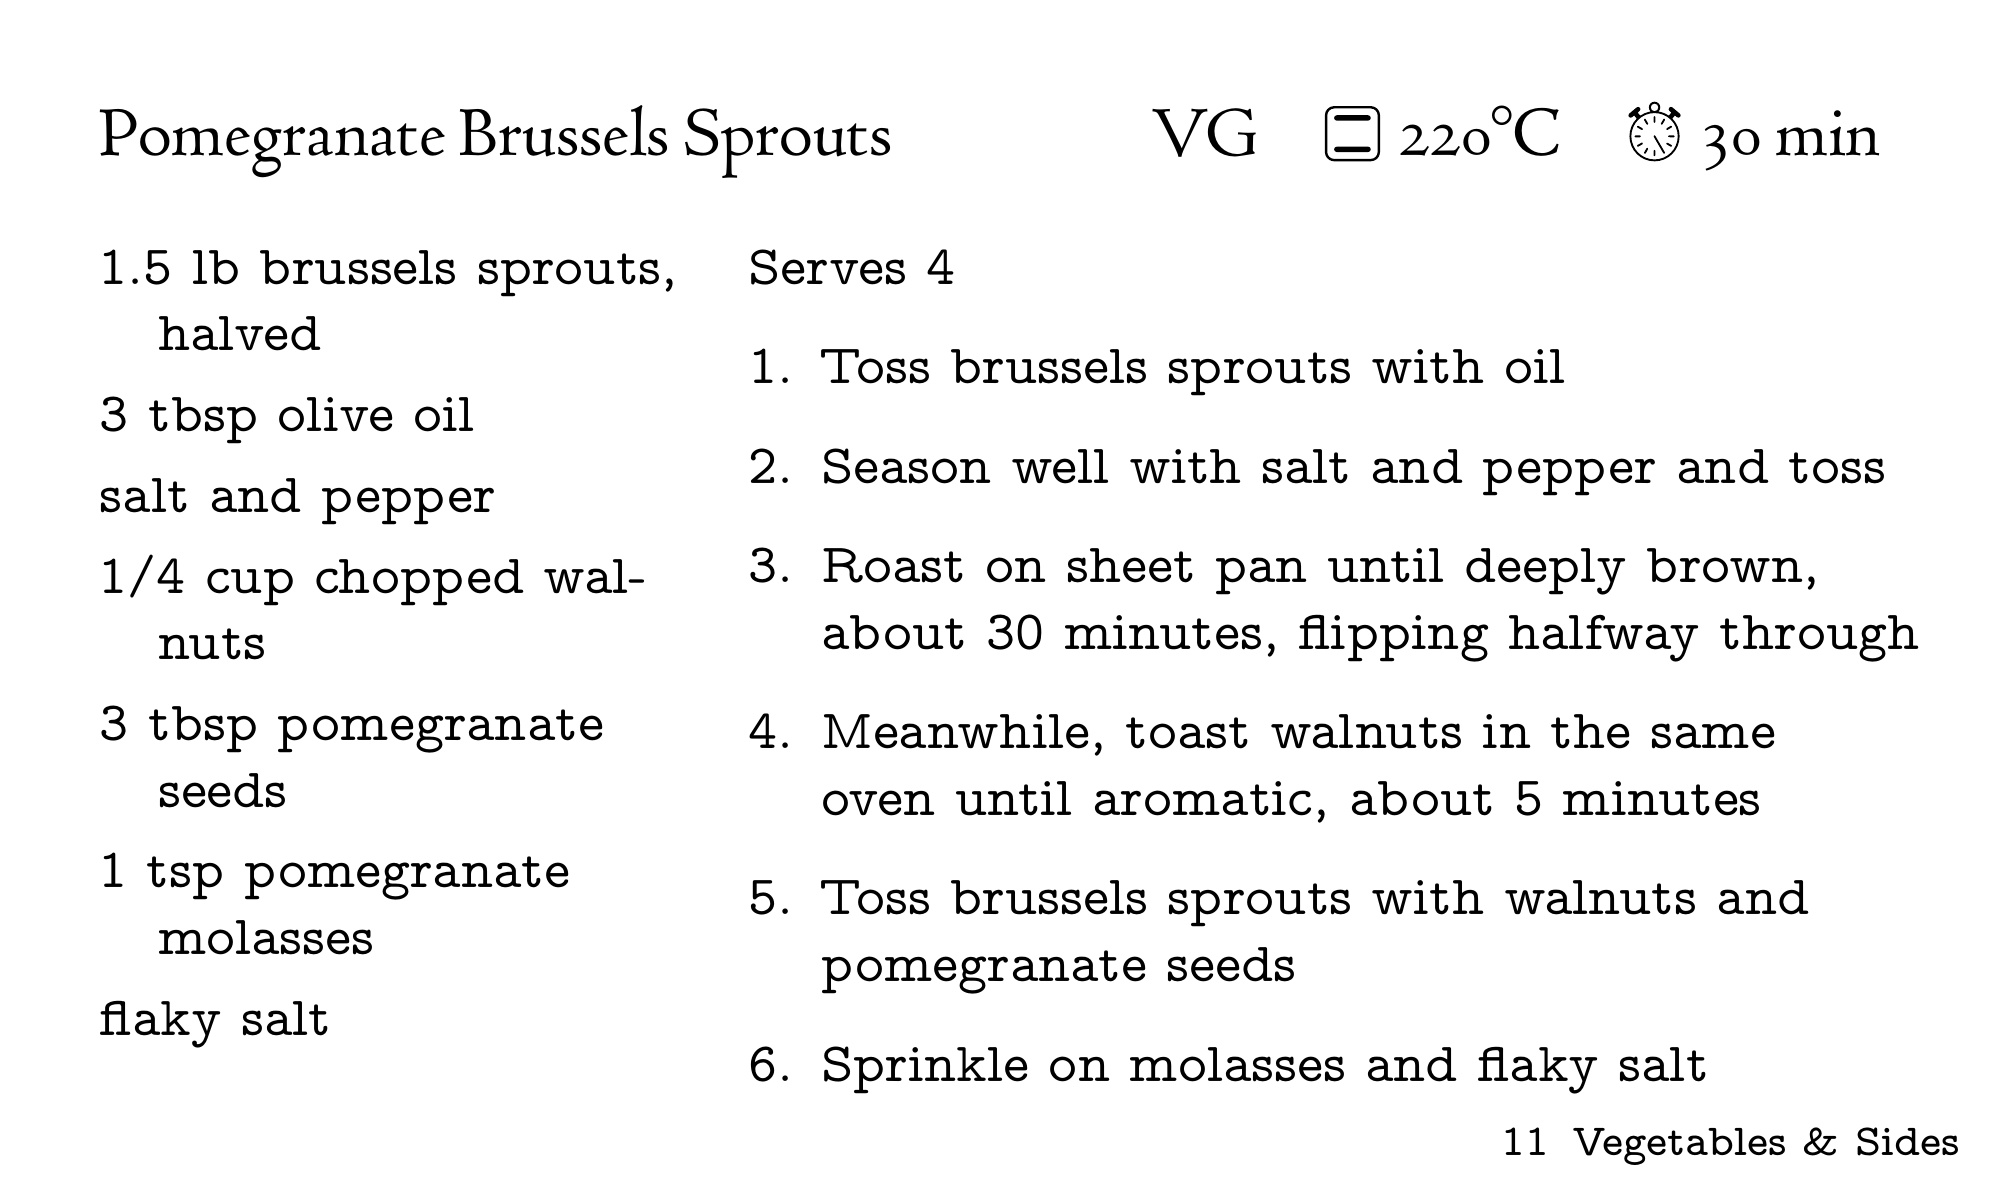 Pomegranate Brussels Sprouts VG 220°C 30 min
1.5 lb brussels sprouts,
halved
3 tbsp olive oil
salt and pepper
1/4 cup chopped wal-
nuts
3 tbsp pomegranate
seeds
1 tsp pomegranate
molasses
flaky salt
Serves 4
1. Toss brussels sprouts with oil
2. Season well with salt and pepper and toss
3. Roast on sheet pan until deeply brown,
about 30 minutes, flipping halfway through
4. Meanwhile, toast walnuts in the same
oven until aromatic, about 5 minutes
5. Toss brussels sprouts with walnuts and
pomegranate seeds
6. Sprinkle on molasses and flaky salt
11 Vegetables & Sides